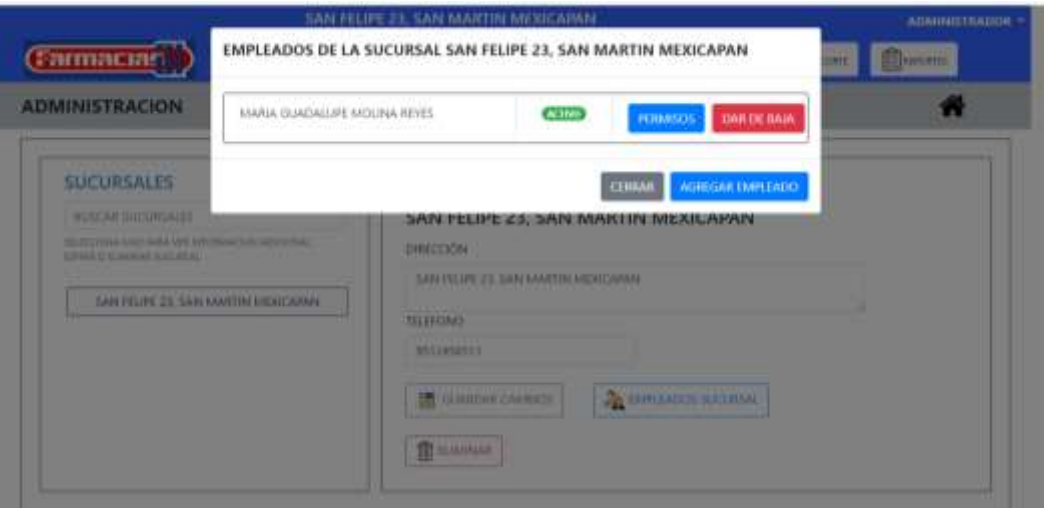 SAN FELIPE 23, SAN MARTIN MEXICAPAN
ADMINISTRADOR
Farmacias
EMPLEADOS DE LA SUCURSAL SAN FELIPE 23, SAN MARTIN MEXICAPAN
ADMINISTRACION
MARIA GUADALUPE MOLINA REYES
ACTIVO
PERMISOS
DAR DE BAJA
CERRAR
AGREGAR EMPLEADO
SUCURSALES
BUSCAR SUCURSALES
SAN FELIPE 23, SAN MARTIN MEXICAPAN
SAN FELIPE 23, SAN MARTIN MEXICAPAN
DIRECCIÓN
SAN FELIPE 23, SAN MARTIN MEXICAPAN
TELEFONO
GUARDAR CAMBIOS
EMPLEADOS SUCURSAL
ELIMINAR